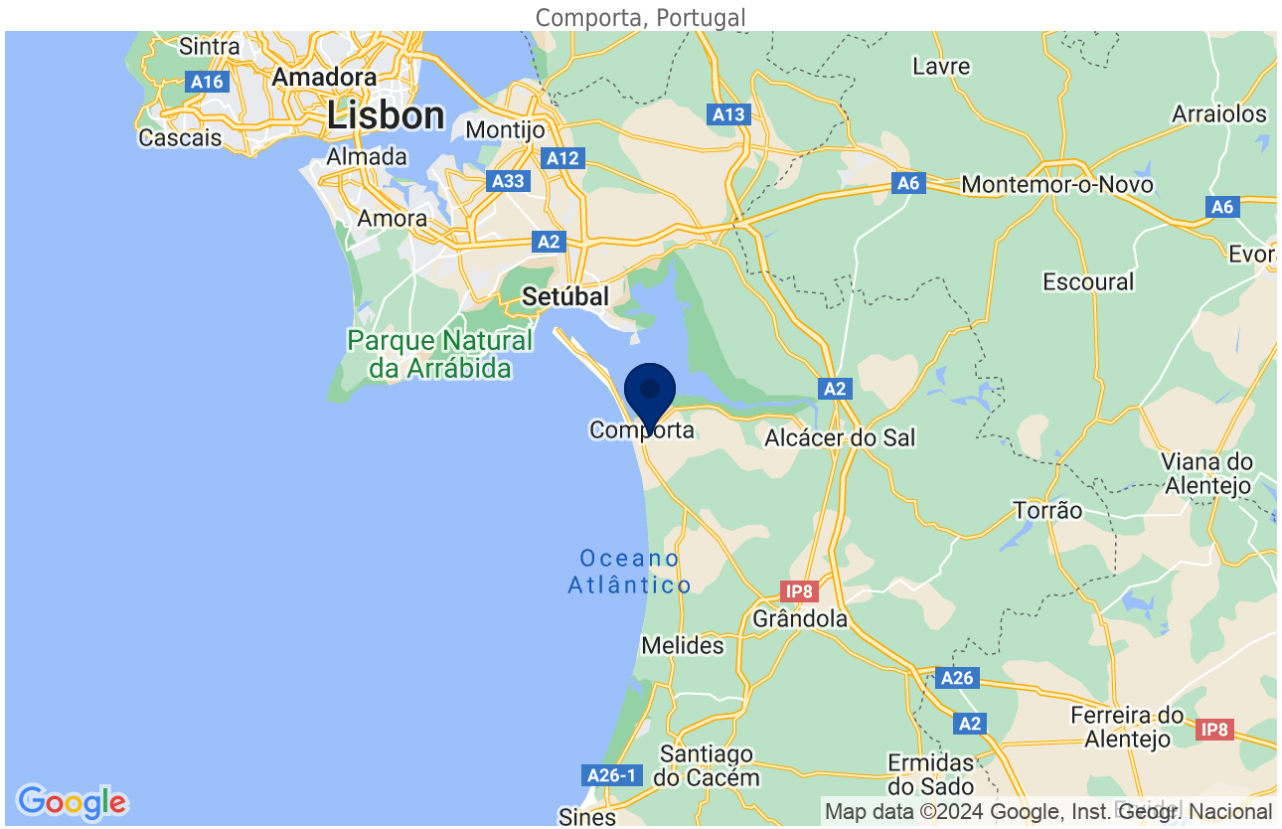 Comporta, Portugal
Sintra
A16
Amadora
Lisbon
Cascais
Almada
Montijo
A12
A33
Amora
A2
A13
Lavre
Arraiolos
A6
Montemor-o-Novo
A6
Escoural
Setúbal
Parque Natural
da Arrábida
Comporta
A2
Alcácer do Sal
Viana do
Alentejo
Torrão
Oceano
Atlântico
IP8
Grândola
Melides
A26
A2
Ferreira do
Alentejo
IP8
Santiago
do Cacém
A26-1
Ermidas
do Sado
Sines
Google
Map data ©2024 Google, Inst. Geogr. Nacional